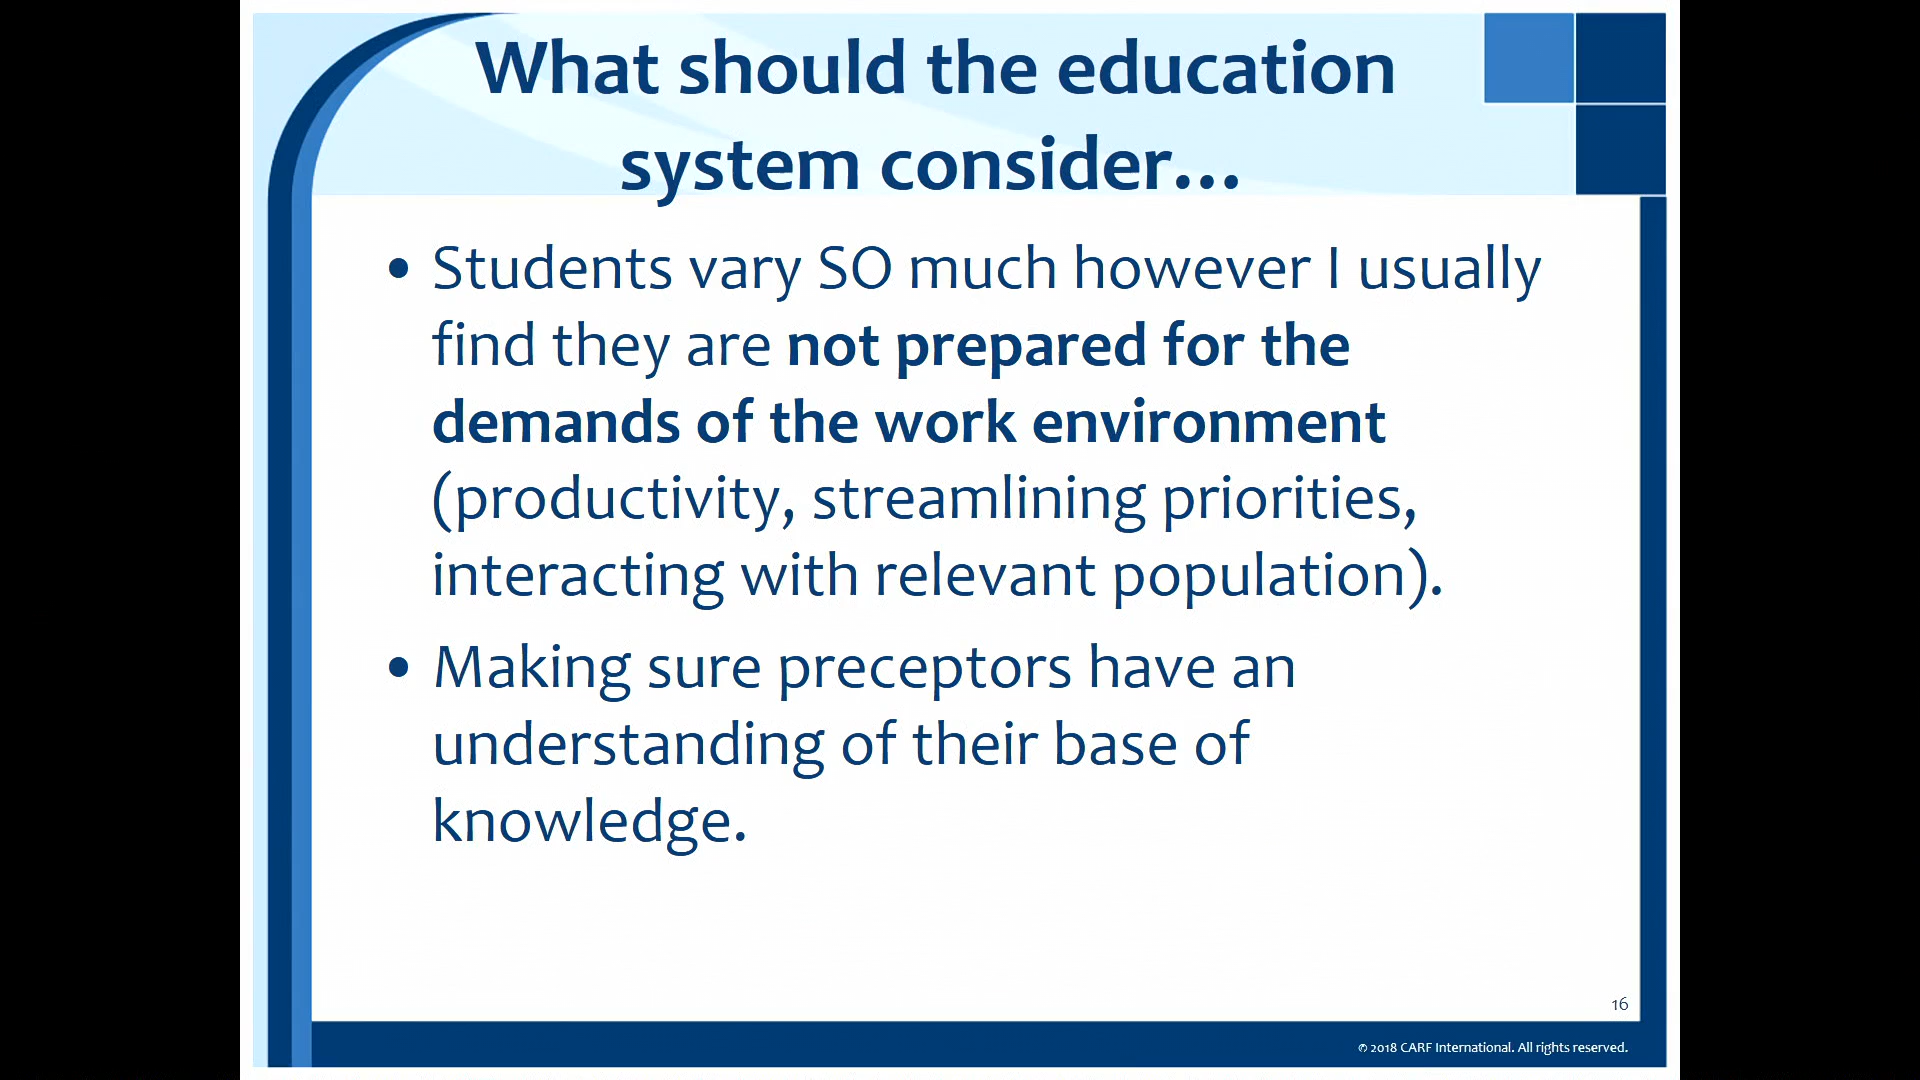 What should the education
system consider...
• Students vary SO much however I usually
find they are not prepared for the
demands of the work environment
(productivity, streamlining priorities,
interacting with relevant population).
• Making sure preceptors have an
understanding of their base of
knowledge.
16
© 2018 CARF International. All rights reserved.